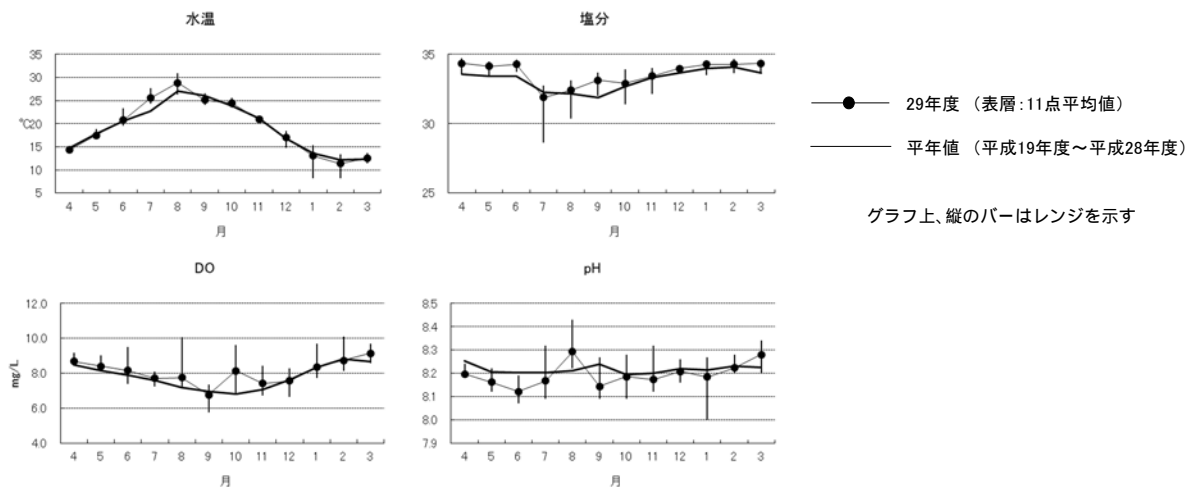 水温
35
30
25
℃20
15
10
5
4 5 6 7 8 9 10 11 12 1 2 3
月
塩分
35
30
25
4 5 6 7 8 9 10 11 12 1 2 3
月
29年度 (表層:11点平均値)
平年値 (平成19年度~平成28年度)
グラフ上、縦のバーはレンジを示す
DO
mg/L
12.0
10.0
8.0
6.0
4.0
4 5 6 7 8 9 10 11 12 1 2 3
月
pH
8.5
8.4
8.3
8.2
8.1
8.0
7.9
4 5 6 7 8 9 10 11 12 1 2 3
月